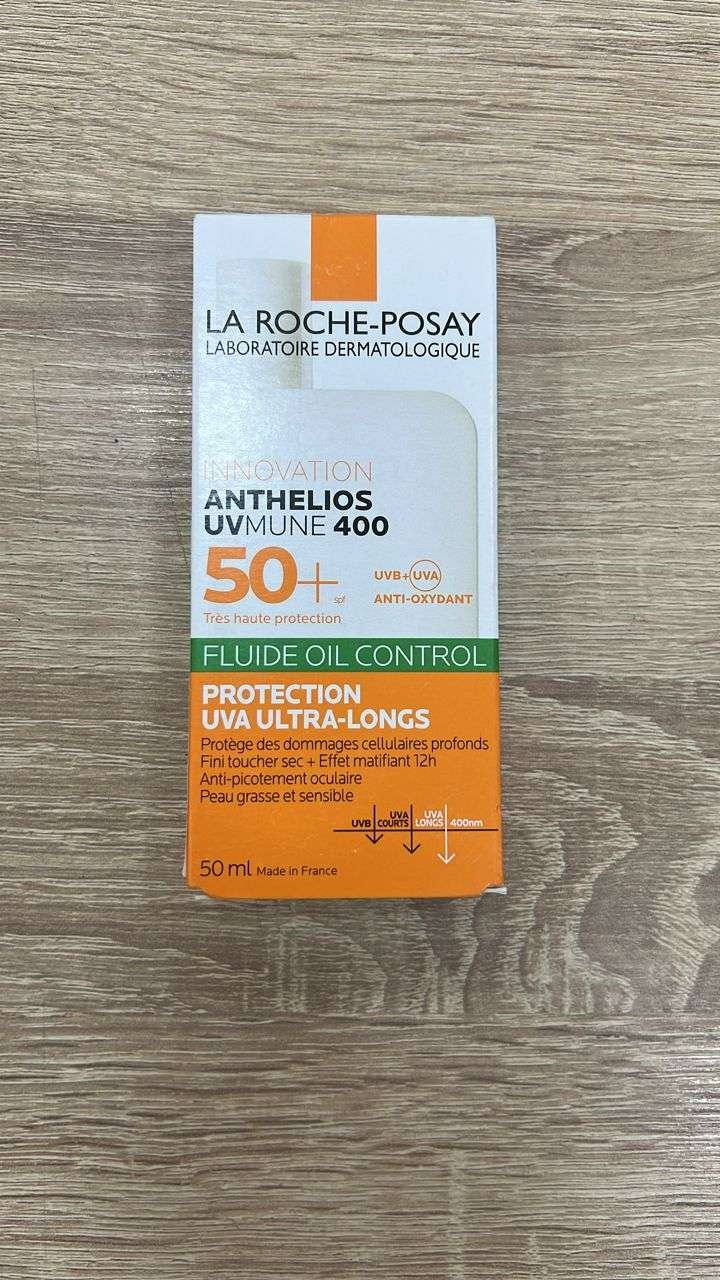 LA ROCHE-POSAY
LABORATOIRE DERMATOLOGIQUE
INNOVATION
ANTHELIOS
UVMUNE 400
50+ spf
UVB+UVA
ANTI-OXYDANT
Très haute protection
FLUIDE OIL CONTROL
PROTECTION
UVA ULTRA-LONGS
Protège des dommages cellulaires profonds
Fini toucher sec + Effet matifiant 12h
Anti-picotement oculaire
Peau grasse et sensible
UVB UVA COURTS UVA LONGS 400nm
50 ml Made in France